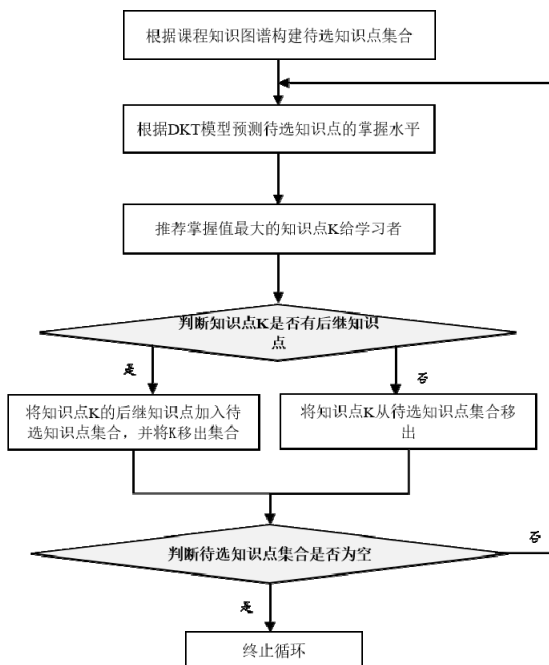 根据课程知识图谱构建待选知识点集合
根据DKT模型预测待选知识点的掌握水平
推荐掌握值最大的知识点K给学习者
判断知识点K是否有后继知识
点
是
否
将知识点K的后继知识点加入待
选知识点集合，并将K移出集合
将知识点K从待选知识点集合移
出
判断待选知识点集合是否为空
否
是
终止循环